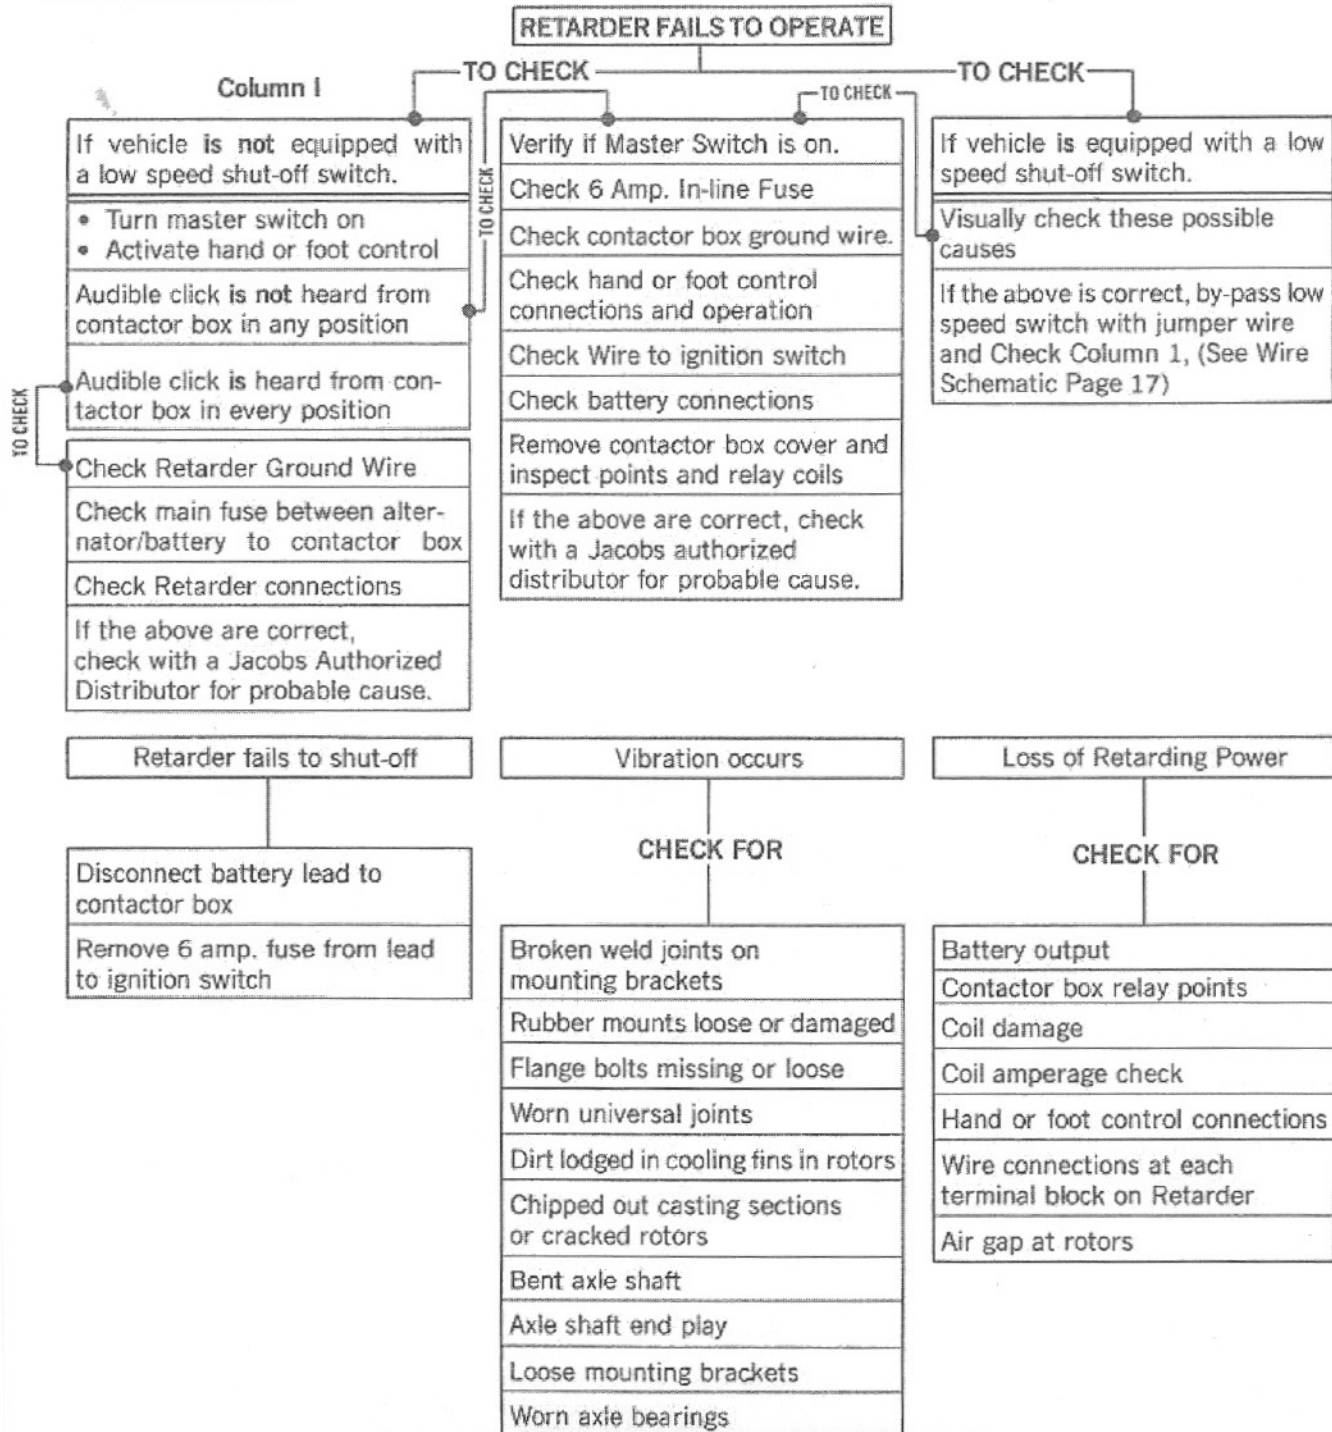 RETARDER FAILS TO OPERATE
TO CHECK
TO CHECK
TO CHECK
Column I
If vehicle is not equipped with
a low speed shut-off switch.
• Turn master switch on
• Activate hand or foot control
Audible click is not heard from
contactor box in any position
Audible click is heard from con-
tactor box in every position
TO CHECK
TO CHECK
Check Retarder Ground Wire
Check main fuse between alter-
nator/battery to contactor box
Check Retarder connections
If the above are correct,
check with a Jacobs Authorized
Distributor for probable cause.
Verify if Master Switch is on.
Check 6 Amp. In-line Fuse
Check contactor box ground wire.
Check hand or foot control
connections and operation
Check Wire to ignition switch
Check battery connections
Remove contactor box cover and
inspect points and relay coils
If the above are correct, check
with a Jacobs authorized
distributor for probable cause.
If vehicle is equipped with a low
speed shut-off switch.
Visually check these possible
causes
If the above is correct, by-pass low
speed switch with jumper wire
and Check Column 1, (See Wire
Schematic Page 17)
Retarder fails to shut-off
Disconnect battery lead to
contactor box
Remove 6 amp. fuse from lead
to ignition switch
Vibration occurs
CHECK FOR
Broken weld joints on
mounting brackets
Rubber mounts loose or damaged
Flange bolts missing or loose
Worn universal joints
Dirt lodged in cooling fins in rotors
Chipped out casting sections
or cracked rotors
Bent axle shaft
Axle shaft end play
Loose mounting brackets
Worn axle bearings
Loss of Retarding Power
CHECK FOR
Battery output
Contactor box relay points
Coil damage
Coil amperage check
Hand or foot control connections
Wire connections at each
terminal block on Retarder
Air gap at rotors